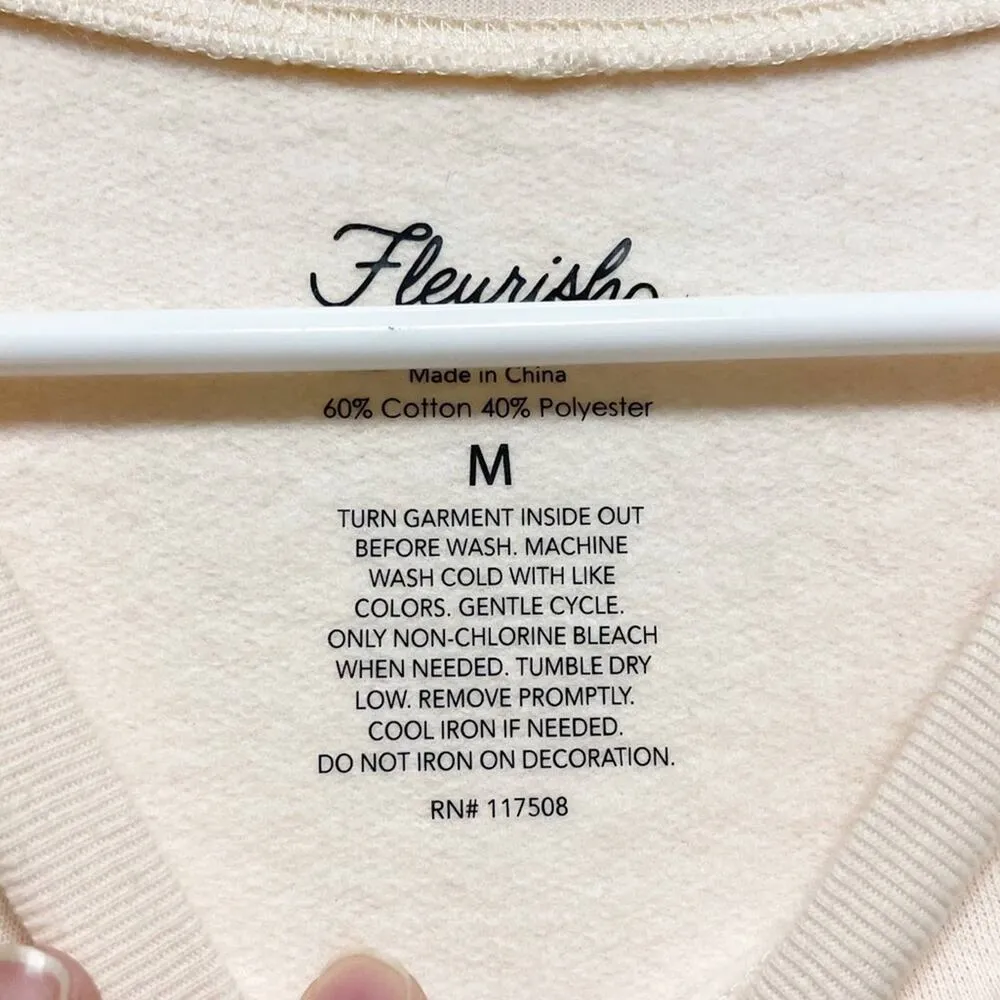 Fleurish
Made in China
60% Cotton 40% Polyester
M
TURN GARMENT INSIDE OUT
BEFORE WASH. MACHINE
WASH COLD WITH LIKE
COLORS. GENTLE CYCLE.
ONLY NON-CHLORINE BLEACH
WHEN NEEDED. TUMBLE DRY
LOW. REMOVE PROMPTLY.
COOL IRON IF NEEDED.
DO NOT IRON ON DECORATION.
RN# 117508